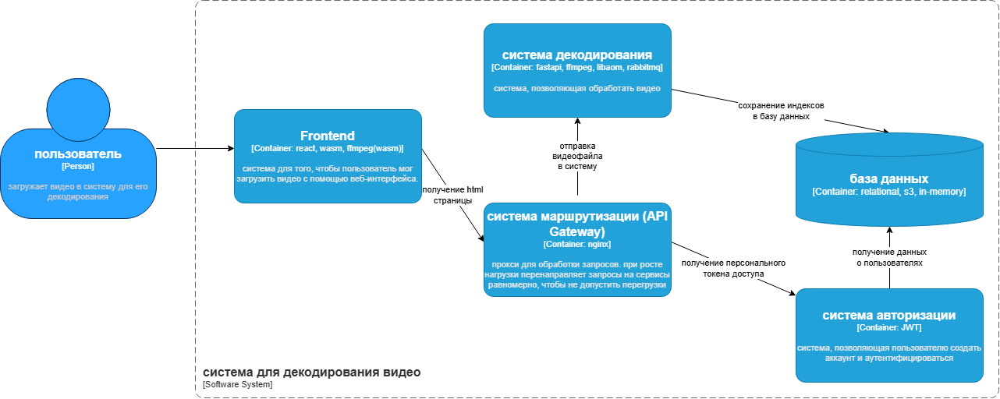 пользователь
[Person]
загружает видео в систему для его
декодирования
Frontend
[Container: react, wasm, ffmpeg(wasm)]
система для того, чтобы пользователь мог
загрузить видео с помощью веб-интерфейса.
получение html
страницы
система декодирования
[Container: fastapi, ffmpeg, libaom, rabbitmq]
система, позволяющая обработать видео
отправка
видеофайла
в систему
система маршрутизации (API
Gateway)
[Container: nginx]
прокси для обработки запросов. при росте
нагрузки перенаправляет запросы на сервисы
равномерно, чтобы не допустить перегрузки
сохранение индексов
в базу данных
база данных
[Container: relational, s3, in-memory]
получение персонального
токена доступа
получение данных
о пользователях
система авторизации
[Container: JWT]
система, позволяющая пользователю создать
аккаунт и аутентифицироваться
система для декодирования видео
[Software System]